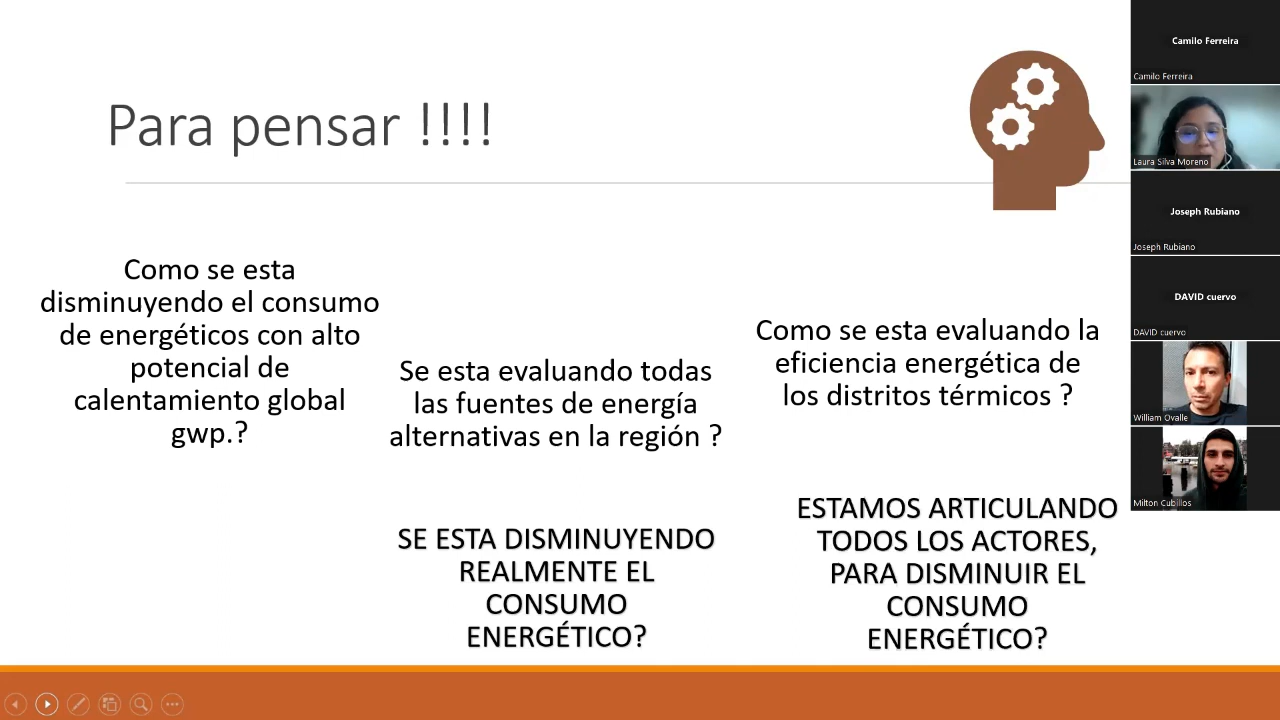 Para pensar !!!!
Como se esta
disminuyendo el consumo
de energéticos con alto
potencial de
calentamiento global
gwp.?
Se esta evaluando todas
las fuentes de energía
alternativas en la región ?
Como se esta evaluando la
eficiencia energética de
los distritos térmicos ?
SE ESTA DISMINUYENDO
REALMENTE EL
CONSUMO
ENERGÉTICO?
ESTAMOS ARTICULANDO
TODOS LOS ACTORES,
PARA DISMINUIR EL
CONSUMO
ENERGÉTICO?
Camilo Ferreira
Camilo Ferreira
Laura Silva Moreno
Joseph Rubiano
Joseph Rubiano
DAVID cuervo
DAVID cuervo
William Ovalle
Milton Cubillos